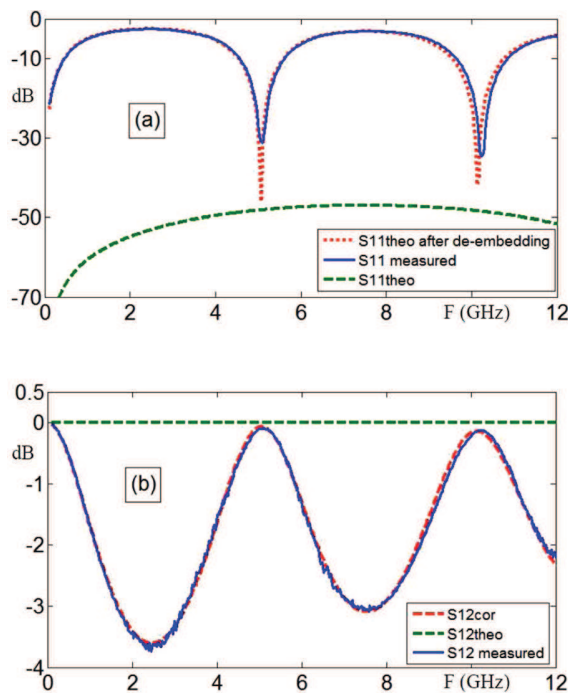 0
-10
dB
-30
-50
-70
(a)
S11theo after de-embedding
S11 measured
S11theo
0 2 4 6 8 F (GHz) 12
0.5
0
dB
-1
-2
-3
-4
(b)
S12cor
S12theo
S12 measured
0 2 4 6 8 F (GHz) 12